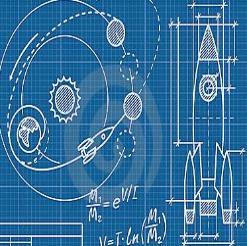 M₁/M₂ = e^V/I
V=I·ln(M₁/M₂)